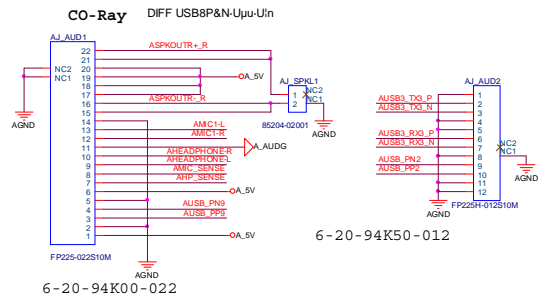 CO-Ray DIFF USB8P&N-Uµu-U!n
AJ_AUD1
22 ASPKOUTR+_R
21
NC2 20
NC1 19 A_5V
18
17
16 ASPKOUTR-_R
15
14
13 AMIC1-L
12 AMIC1-R
11 A_AUDG
10 AHEADPHONE-R
9 AHEADPHONE-L
8 AMIC_SENSE
7 AHP_SENSE
6 A_5V
5
4 AUSB_PN9
3 AUSB_PP9
2
1 A_5V
FP225-022S10M
AGND
AGND
6-20-94K00-022
AJ_SPKL1
1 NC2
2 NC1
85204-02001
AGND
AJ_AUD2
1
AUSB3_TX3_P 2
AUSB3_TX3_N 3
4
5
AUSB3_RX3_P 6
AUSB3_RX3_N 7 NC2
8 NC1
AUSB_PN2 9
AUSB_PP2 10
11
12
AGND
AGND
FP225H-012S10M
6-20-94K50-012